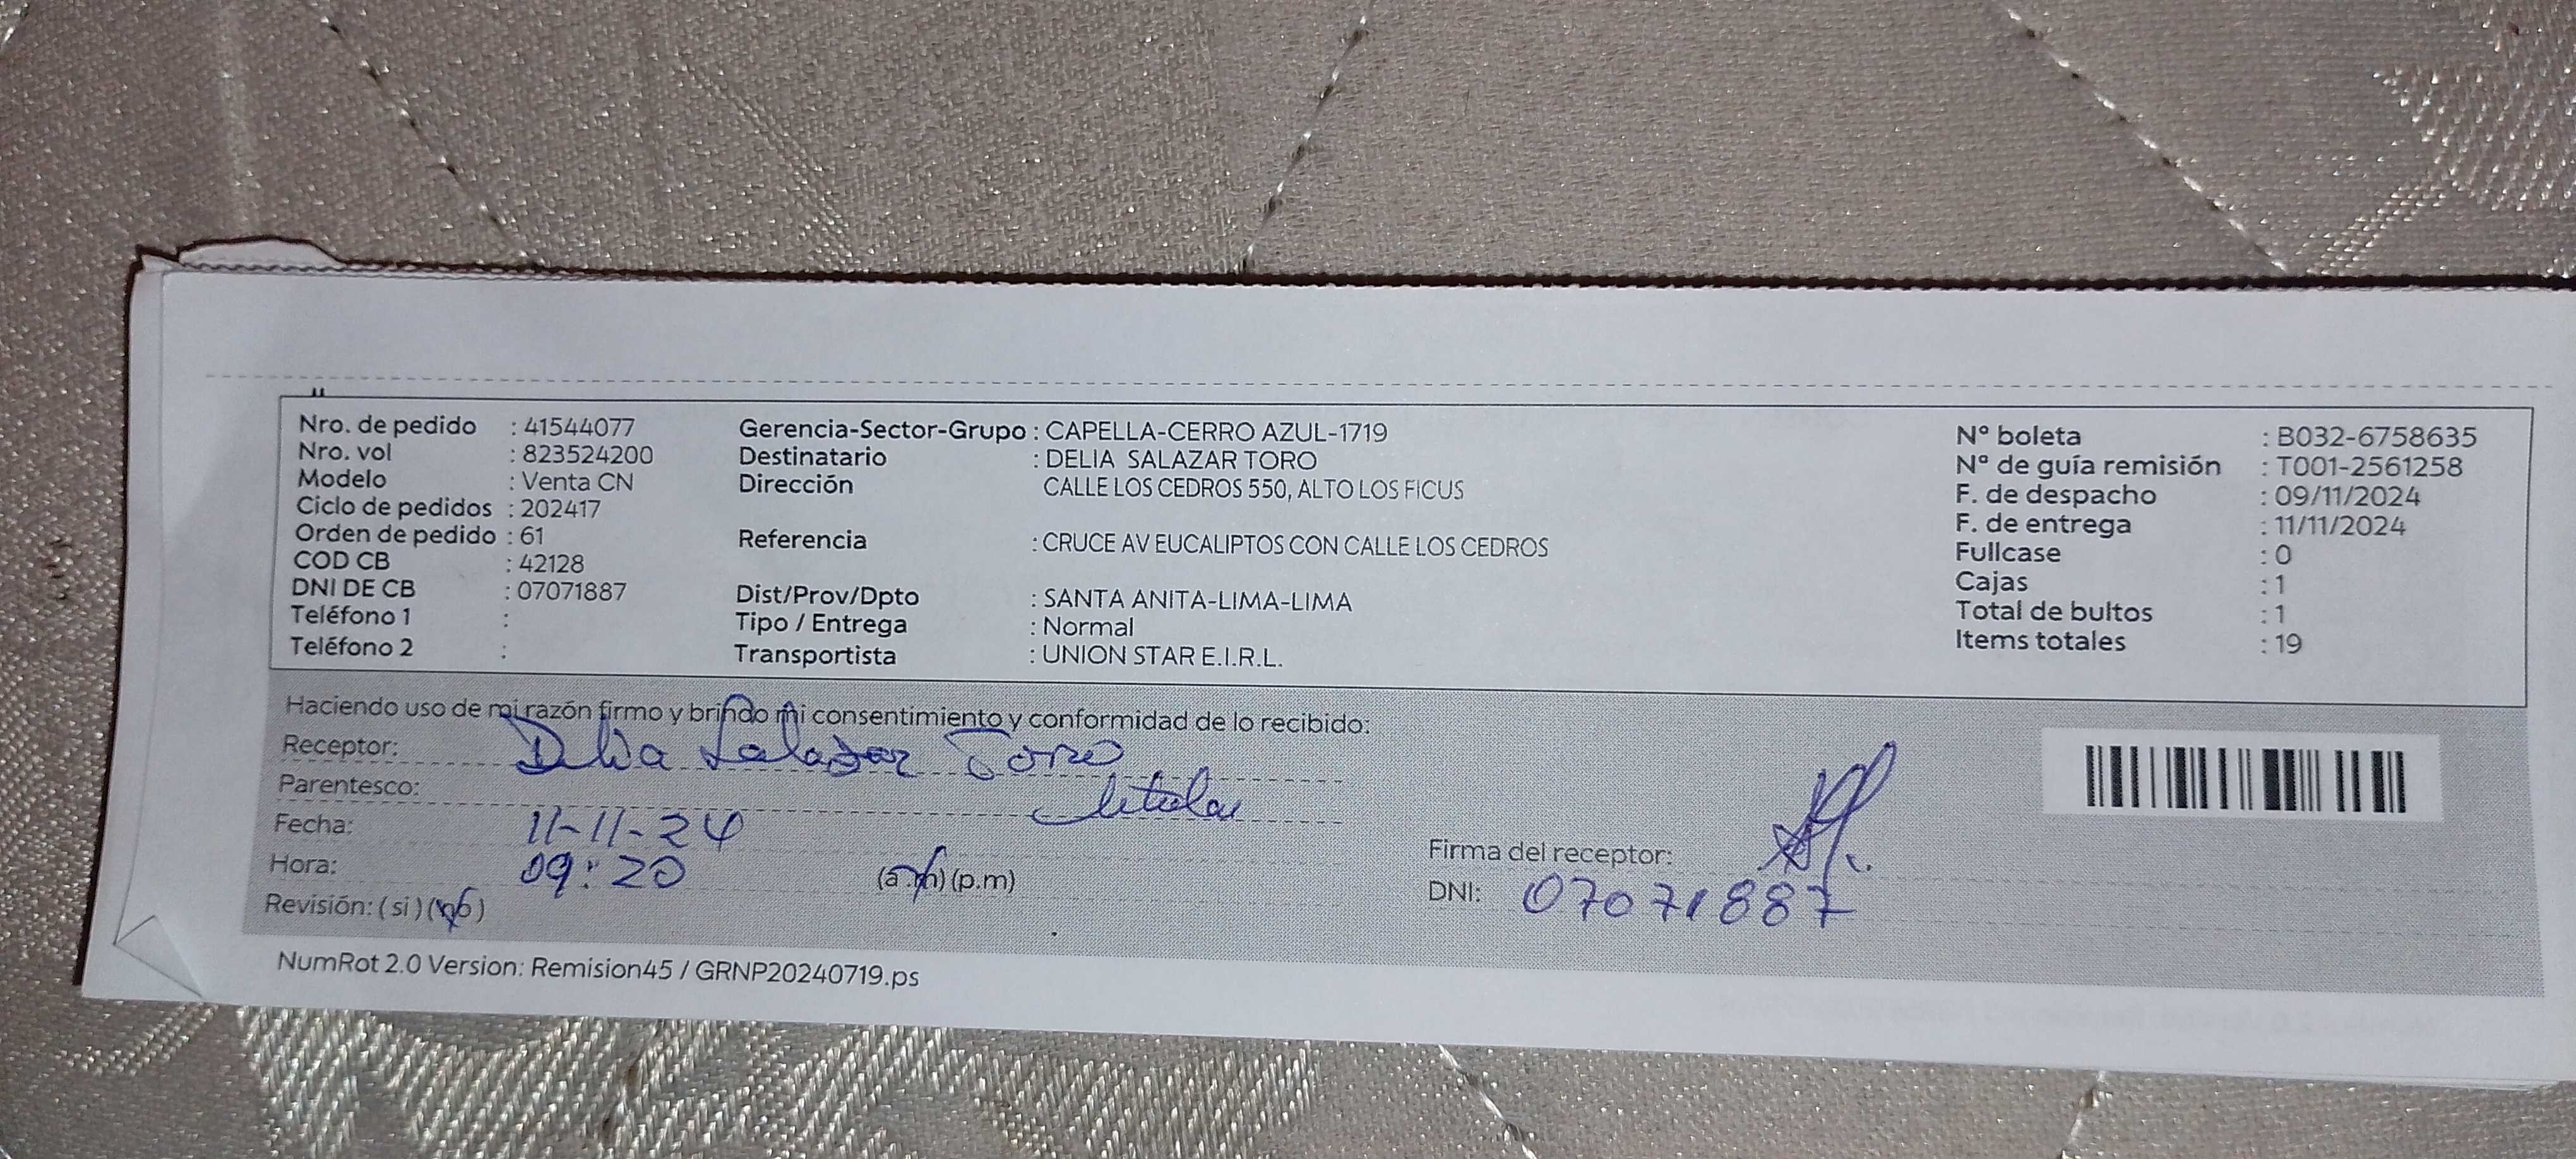 Nro. de pedido : 41544077 Gerencia-Sector-Grupo : CAPELLA-CERRO AZUL-1719 N° boleta : B032-6758635
Nro. vol : 823524200 Destinatario : DELIA SALAZAR TORO N° de guía remisión : T001-2561258
Modelo : Venta CN Dirección CALLE LOS CEDROS 550, ALTO LOS FICUS F. de despacho : 09/11/2024
Ciclo de pedidos : 202417 F. de entrega : 11/11/2024
Orden de pedido : 61 Referencia : CRUCE AV EUCALIPTOS CON CALLE LOS CEDROS Fullcase : 0
COD CB : 42128 Cajas : 1
DNI DE CB : 07071887 Dist/Prov/Dpto : SANTA ANITA-LIMA-LIMA Total de bultos : 1
Teléfono 1 : Tipo / Entrega : Normal Items totales : 19
Teléfono 2 : Transportista : UNION STAR E.I.R.L.
Haciendo uso de mi razón firmo y brindo mi consentimiento y conformidad de lo recibido:
Receptor: Delia Salazar Toro
Parentesco: titular
Fecha: 11-11-24
Hora: 09:20 (a.m) (p.m) Firma del receptor:
Revisión: (si) (no) DNI: 07071887
NumRot 2.0 Version: Remision45 / GRNP20240719.ps